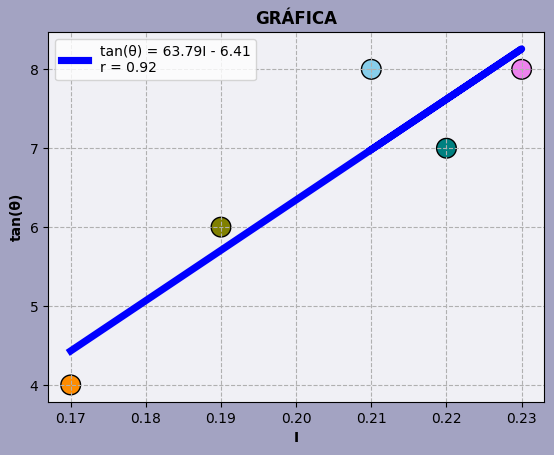 GRÁFICA
tan(θ) = 63.79I - 6.41
r = 0.92
8
7
6
5
4
tan(θ)
0.17 0.18 0.19 0.20 0.21 0.22 0.23
I